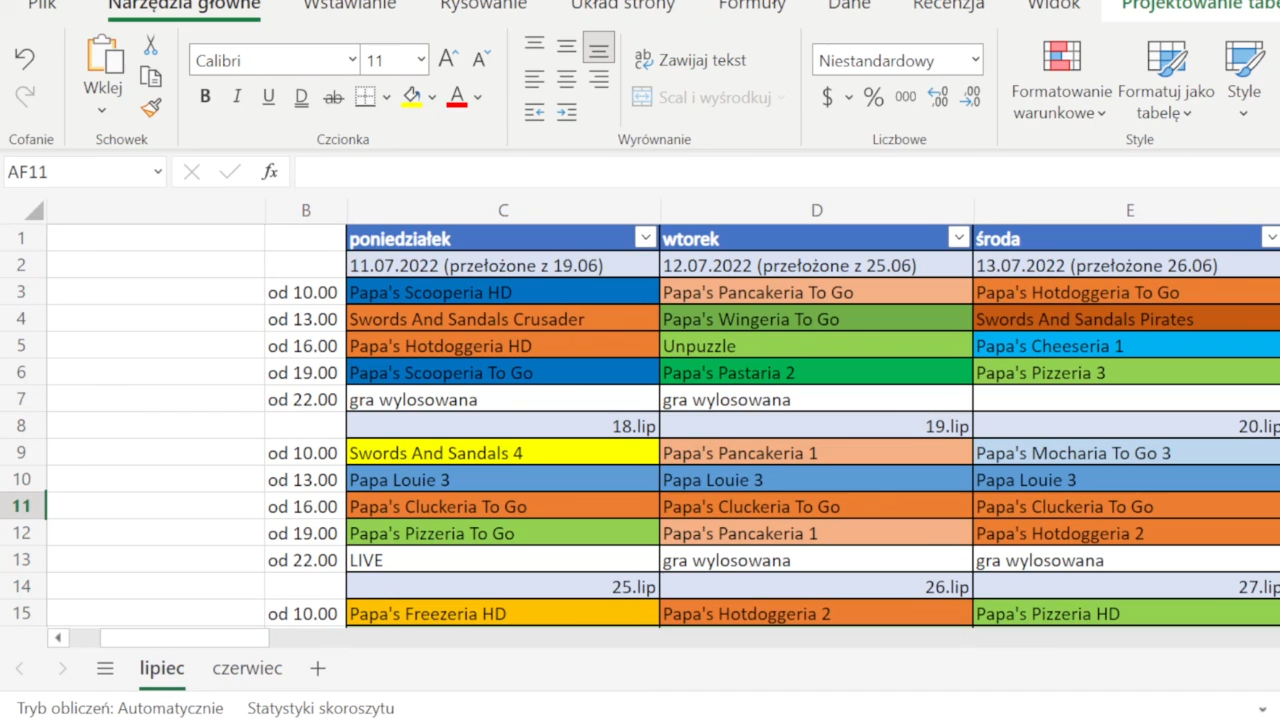 Plik Narzędzia główne Wstawianie Rysowanie Układ strony Formuły Dane Recenzja Widok Projektowanie tabe
Wklej
Calibri 11
Zawijaj tekst
Scal i wyśrodkuj
Niestandardowy
$ % 000
Formatowanie warunkowe
Formatuj jako tabelę
Style
Cofanie Schowek Czcionka Wyrównanie Liczbowe Style
AF11 fx
B C D E
1 poniedziałek wtorek środa
2 11.07.2022 (przełożone z 19.06) 12.07.2022 (przełożone z 25.06) 13.07.2022 (przełożone 26.06)
3 od 10.00 Papa's Scooperia HD Papa's Pancakeria To Go Papa's Hotdoggeria To Go
4 od 13.00 Swords And Sandals Crusader Papa's Wingeria To Go Swords And Sandals Pirates
5 od 16.00 Papa's Hotdoggeria HD Unpuzzle Papa's Cheeseria 1
6 od 19.00 Papa's Scooperia To Go Papa's Pastaria 2 Papa's Pizzeria 3
7 od 22.00 gra wylosowana gra wylosowana
8 18.lip 19.lip 20.lip
9 od 10.00 Swords And Sandals 4 Papa's Pancakeria 1 Papa's Mocharia To Go 3
10 od 13.00 Papa Louie 3 Papa Louie 3 Papa Louie 3
11 od 16.00 Papa's Cluckeria To Go Papa's Cluckeria To Go Papa's Cluckeria To Go
12 od 19.00 Papa's Pizzeria To Go Papa's Pancakeria 1 Papa's Hotdoggeria 2
13 od 22.00 LIVE gra wylosowana gra wylosowana
14 25.lip 26.lip 27.lip
15 od 10.00 Papa's Freezeria HD Papa's Hotdoggeria 2 Papa's Pizzeria HD
lipiec czerwiec
Tryb obliczeń: Automatycznie Statystyki skoroszytu